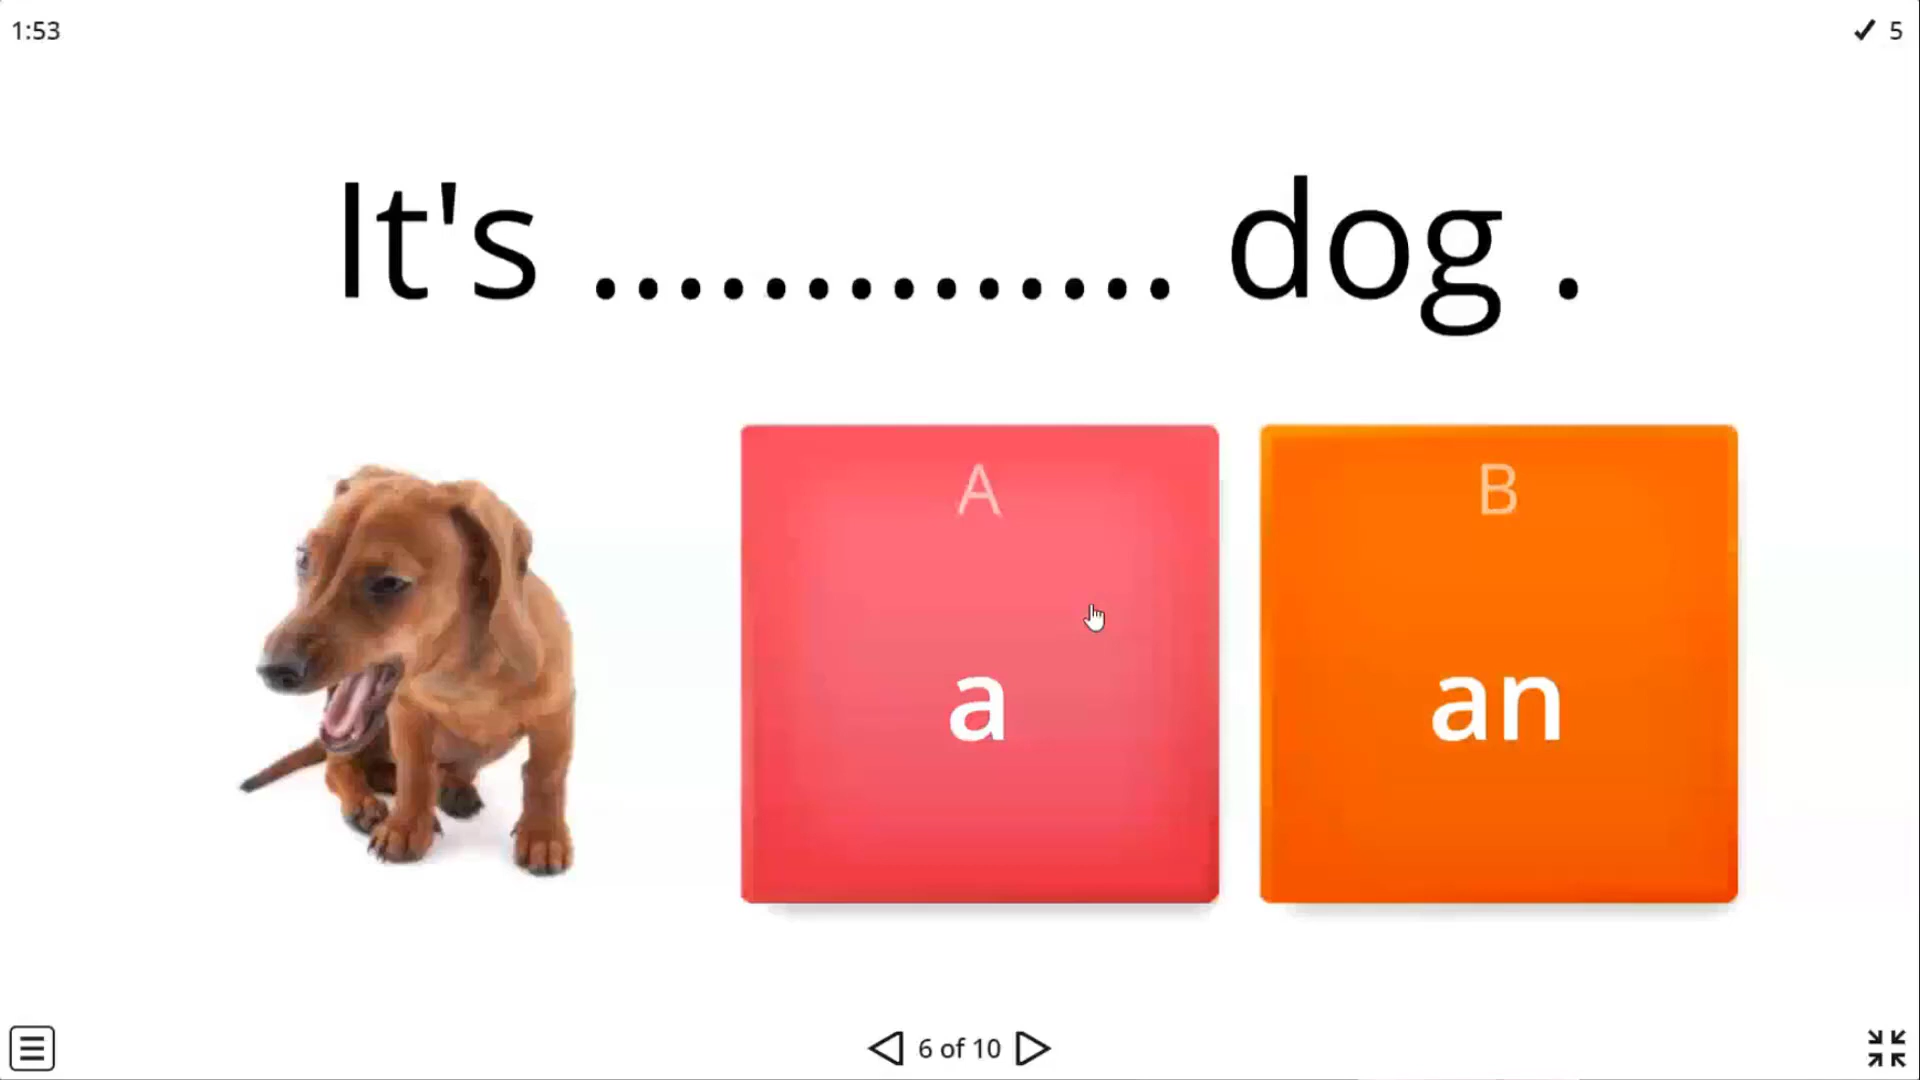 1:53
✓ 5
It's .............. dog .
A
a
B
an
6 of 10